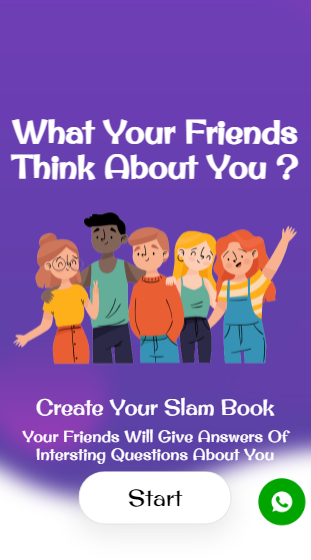 What Your Friends
Think About You ?
Create Your Slam Book
Your Friends Will Give Answers Of
Intersting Questions About You
Start